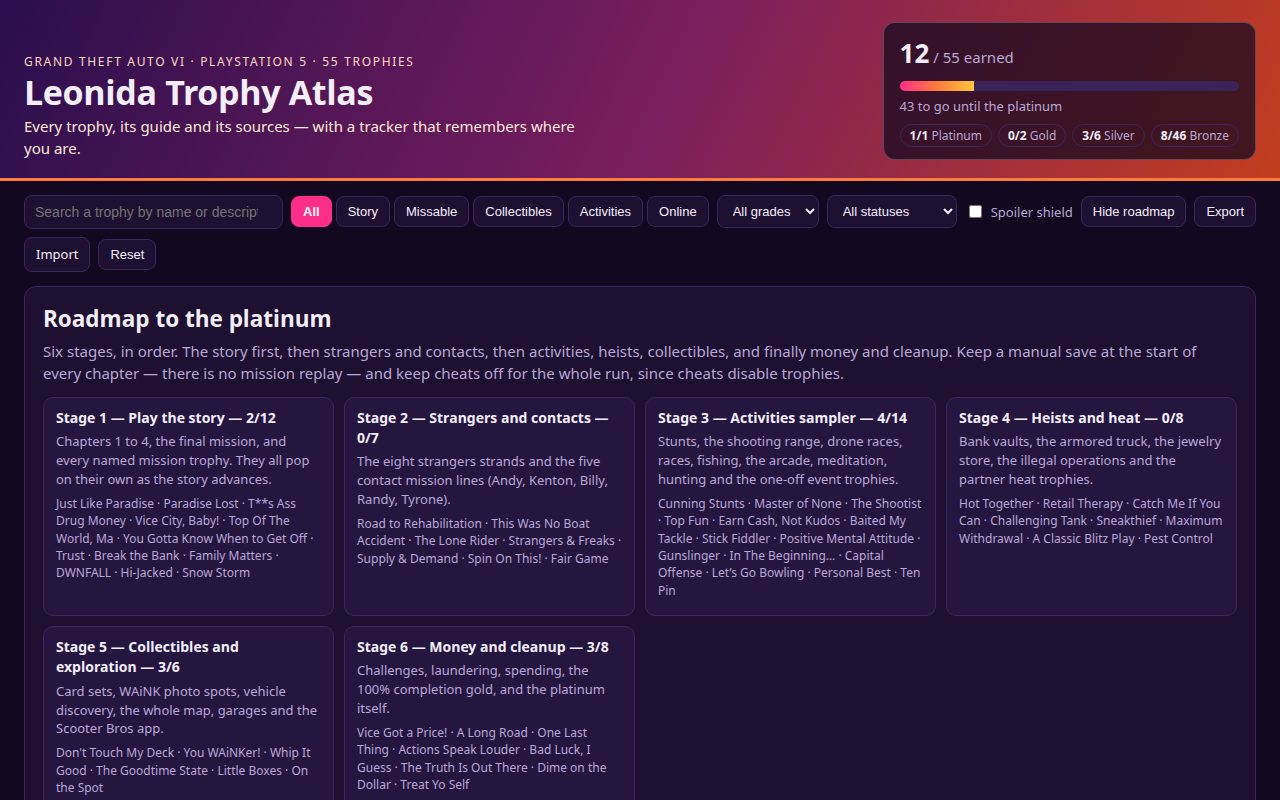 GRAND THEFT AUTO VI · PLAYSTATION 5 · 55 TROPHIES
Leonida Trophy Atlas
Every trophy, its guide and its sources — with a tracker that remembers where
you are.
12 / 55 earned
43 to go until the platinum
1/1 Platinum
0/2 Gold
3/6 Silver
8/46 Bronze
Search a trophy by name or descrip
All
Story
Missable
Collectibles
Activities
Online
All grades
All statuses
Spoiler shield
Hide roadmap
Export
Import
Reset
Roadmap to the platinum
Six stages, in order. The story first, then strangers and contacts, then activities, heists, collectibles, and finally money and cleanup. Keep a manual save at the start of
every chapter — there is no mission replay — and keep cheats off for the whole run, since cheats disable trophies.
Stage 1 — Play the story — 2/12
Chapters 1 to 4, the final mission, and
every named mission trophy. They all pop
on their own as the story advances.
Just Like Paradise · Paradise Lost · T**s Ass
Drug Money · Vice City, Baby! · Top Of The
World, Ma · You Gotta Know When to Get Off ·
Trust · Break the Bank · Family Matters ·
DWNFALL · Hi-Jacked · Snow Storm
Stage 2 — Strangers and contacts —
0/7
The eight strangers strands and the five
contact mission lines (Andy, Kenton, Billy,
Randy, Tyrone).
Road to Rehabilitation · This Was No Boat
Accident · The Lone Rider · Strangers & Freaks ·
Supply & Demand · Spin On This! · Fair Game
Stage 3 — Activities sampler — 4/14
Stunts, the shooting range, drone races,
races, fishing, the arcade, meditation,
hunting and the one-off event trophies.
Cunning Stunts · Master of None · The Shootist
· Top Fun · Earn Cash, Not Kudos · Baited My
Tackle · Stick Fiddler · Positive Mental Attitude ·
Gunslinger · In The Beginning... · Capital
Offense · Let's Go Bowling · Personal Best · Ten
Pin
Stage 4 — Heists and heat — 0/8
Bank vaults, the armored truck, the jewelry
store, the illegal operations and the
partner heat trophies.
Hot Together · Retail Therapy · Catch Me If You
Can · Challenging Tank · Sneakthief · Maximum
Withdrawal · A Classic Blitz Play · Pest Control
Stage 5 — Collectibles and
exploration — 3/6
Card sets, WAiNK photo spots, vehicle
discovery, the whole map, garages and the
Scooter Bros app.
Don't Touch My Deck · You WAiNKer! · Whip It
Good · The Goodtime State · Little Boxes · On
the Spot
Stage 6 — Money and cleanup — 3/8
Challenges, laundering, spending, the
100% completion gold, and the platinum
itself.
Vice Got a Price! · A Long Road · One Last
Thing · Actions Speak Louder · Bad Luck, I
Guess · The Truth Is Out There · Dime on the
Dollar · Treat Yo Self